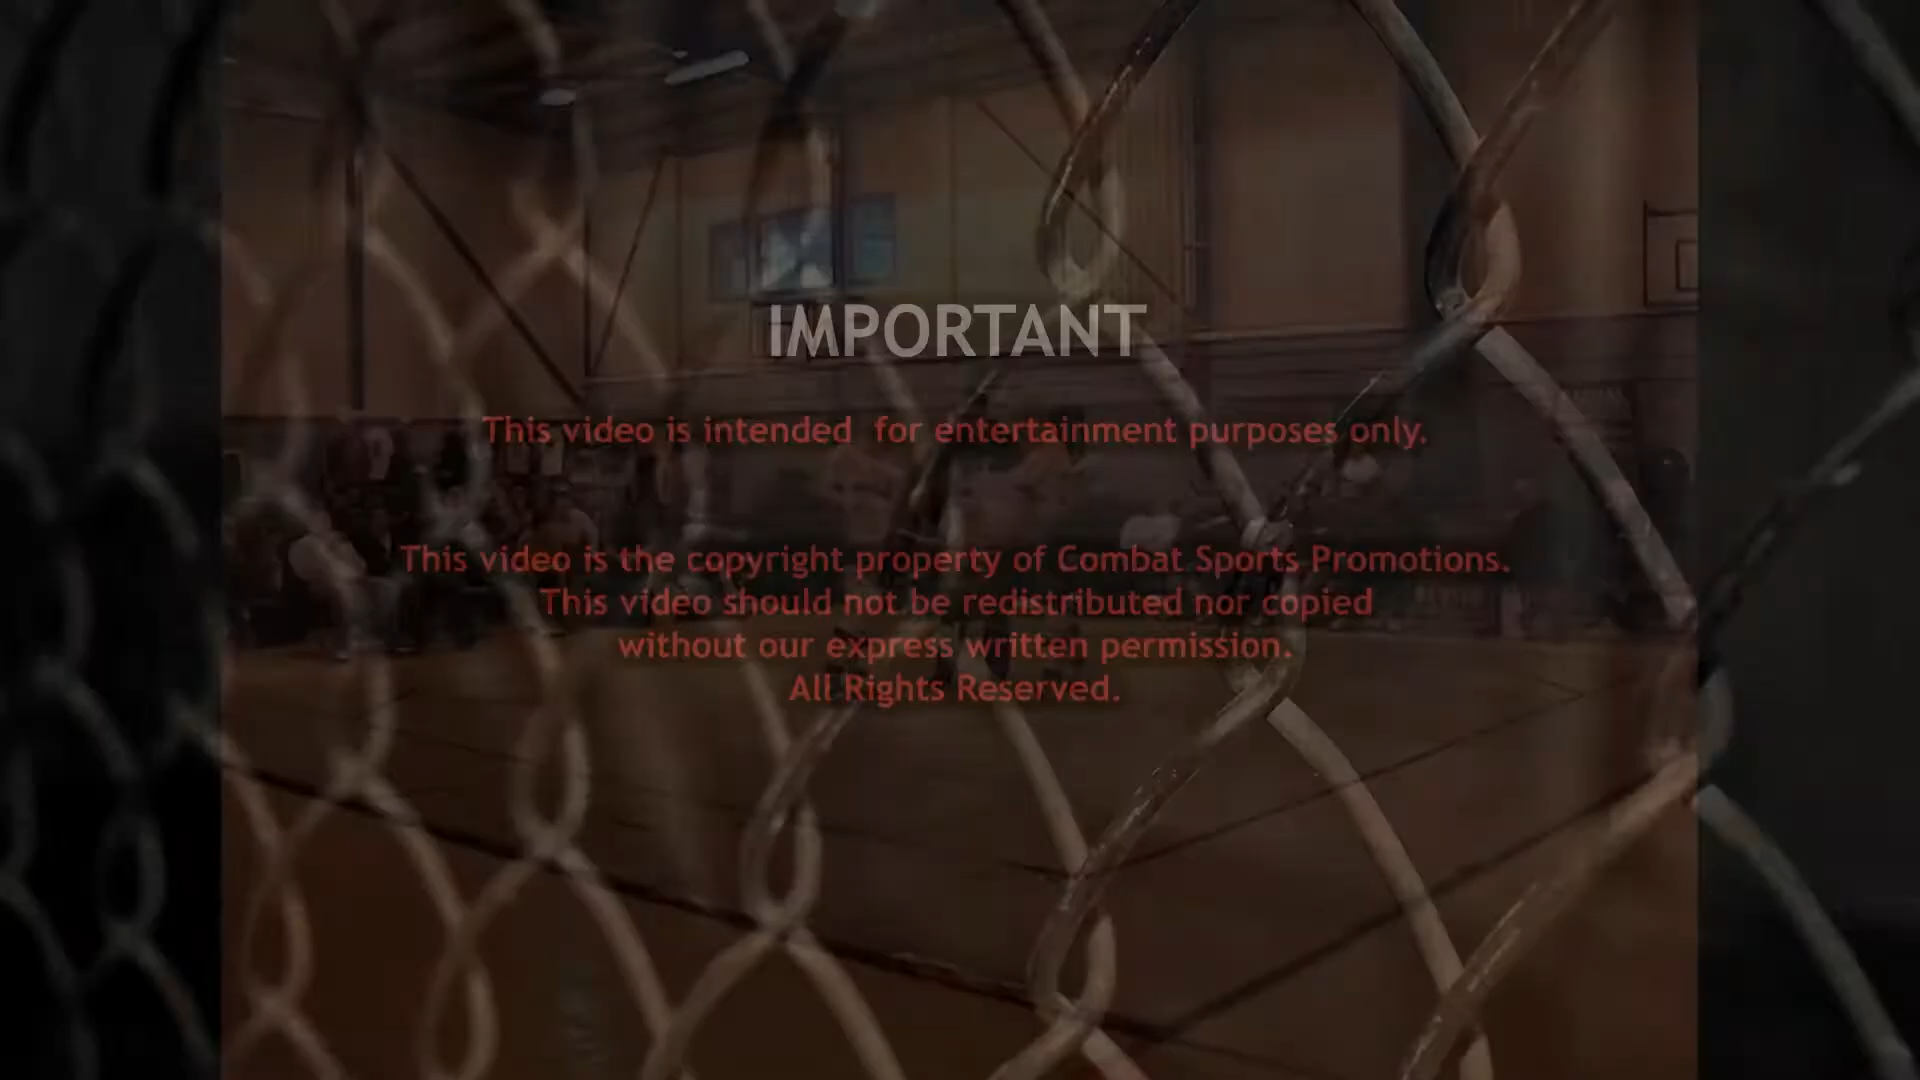 IMPORTANT
This video is intended for entertainment purposes only.
This video is the copyright property of Combat Sports Promotions.
This video should not be redistributed nor copied
without our express written permission.
All Rights Reserved.